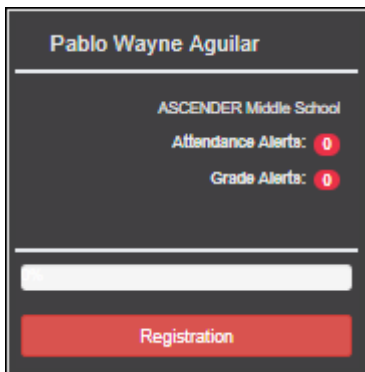 Pablo Wayne Aguilar
ASCENDER Middle School
Attendance Alerts: 0
Grade Alerts: 0
Registration